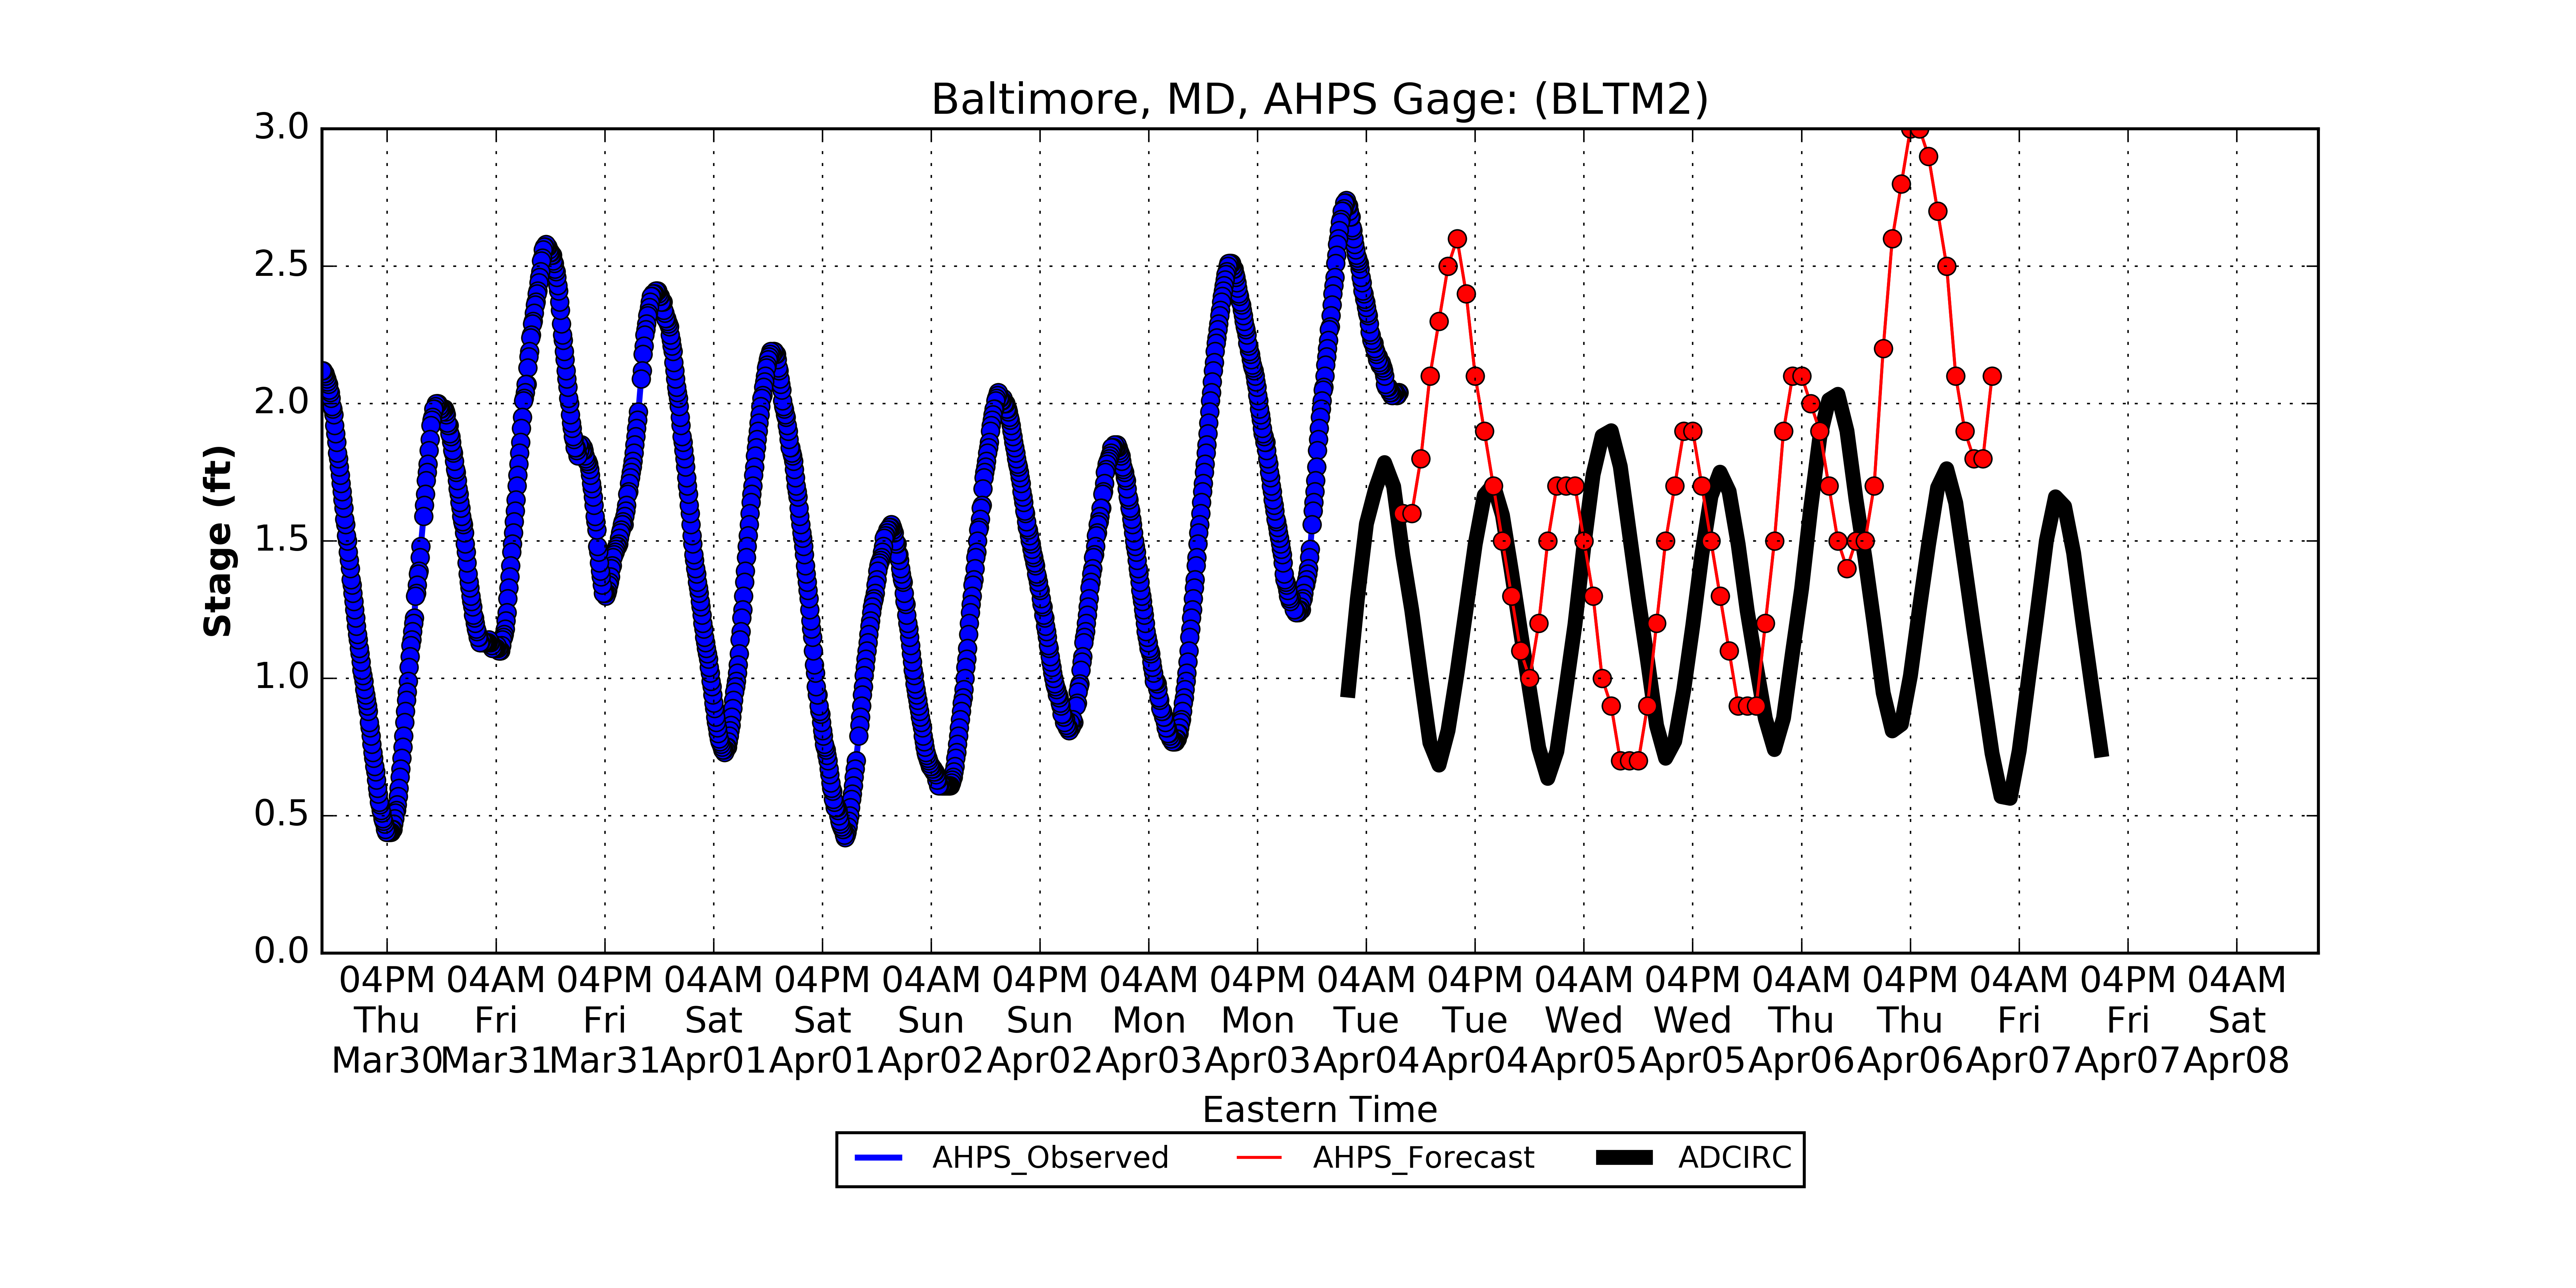 Baltimore, MD, AHPS Gage: (BLTM2)
3.0
2.5
2.0
1.5
1.0
0.5
0.0
Stage (ft)
04PM 04AM 04PM 04AM 04PM 04AM 04PM 04AM 04PM 04AM 04PM 04AM 04PM 04AM 04PM 04AM 04PM 04AM
Thu Fri Fri Sat Sat Sun Sun Mon Mon Tue Tue Wed Wed Thu Thu Fri Fri Sat
Mar30 Mar31 Mar31 Apr01 Apr01 Apr02 Apr02 Apr03 Apr03 Apr04 Apr04 Apr05 Apr05 Apr06 Apr06 Apr07 Apr07 Apr08
Eastern Time
AHPS_Observed AHPS_Forecast ADCIRC